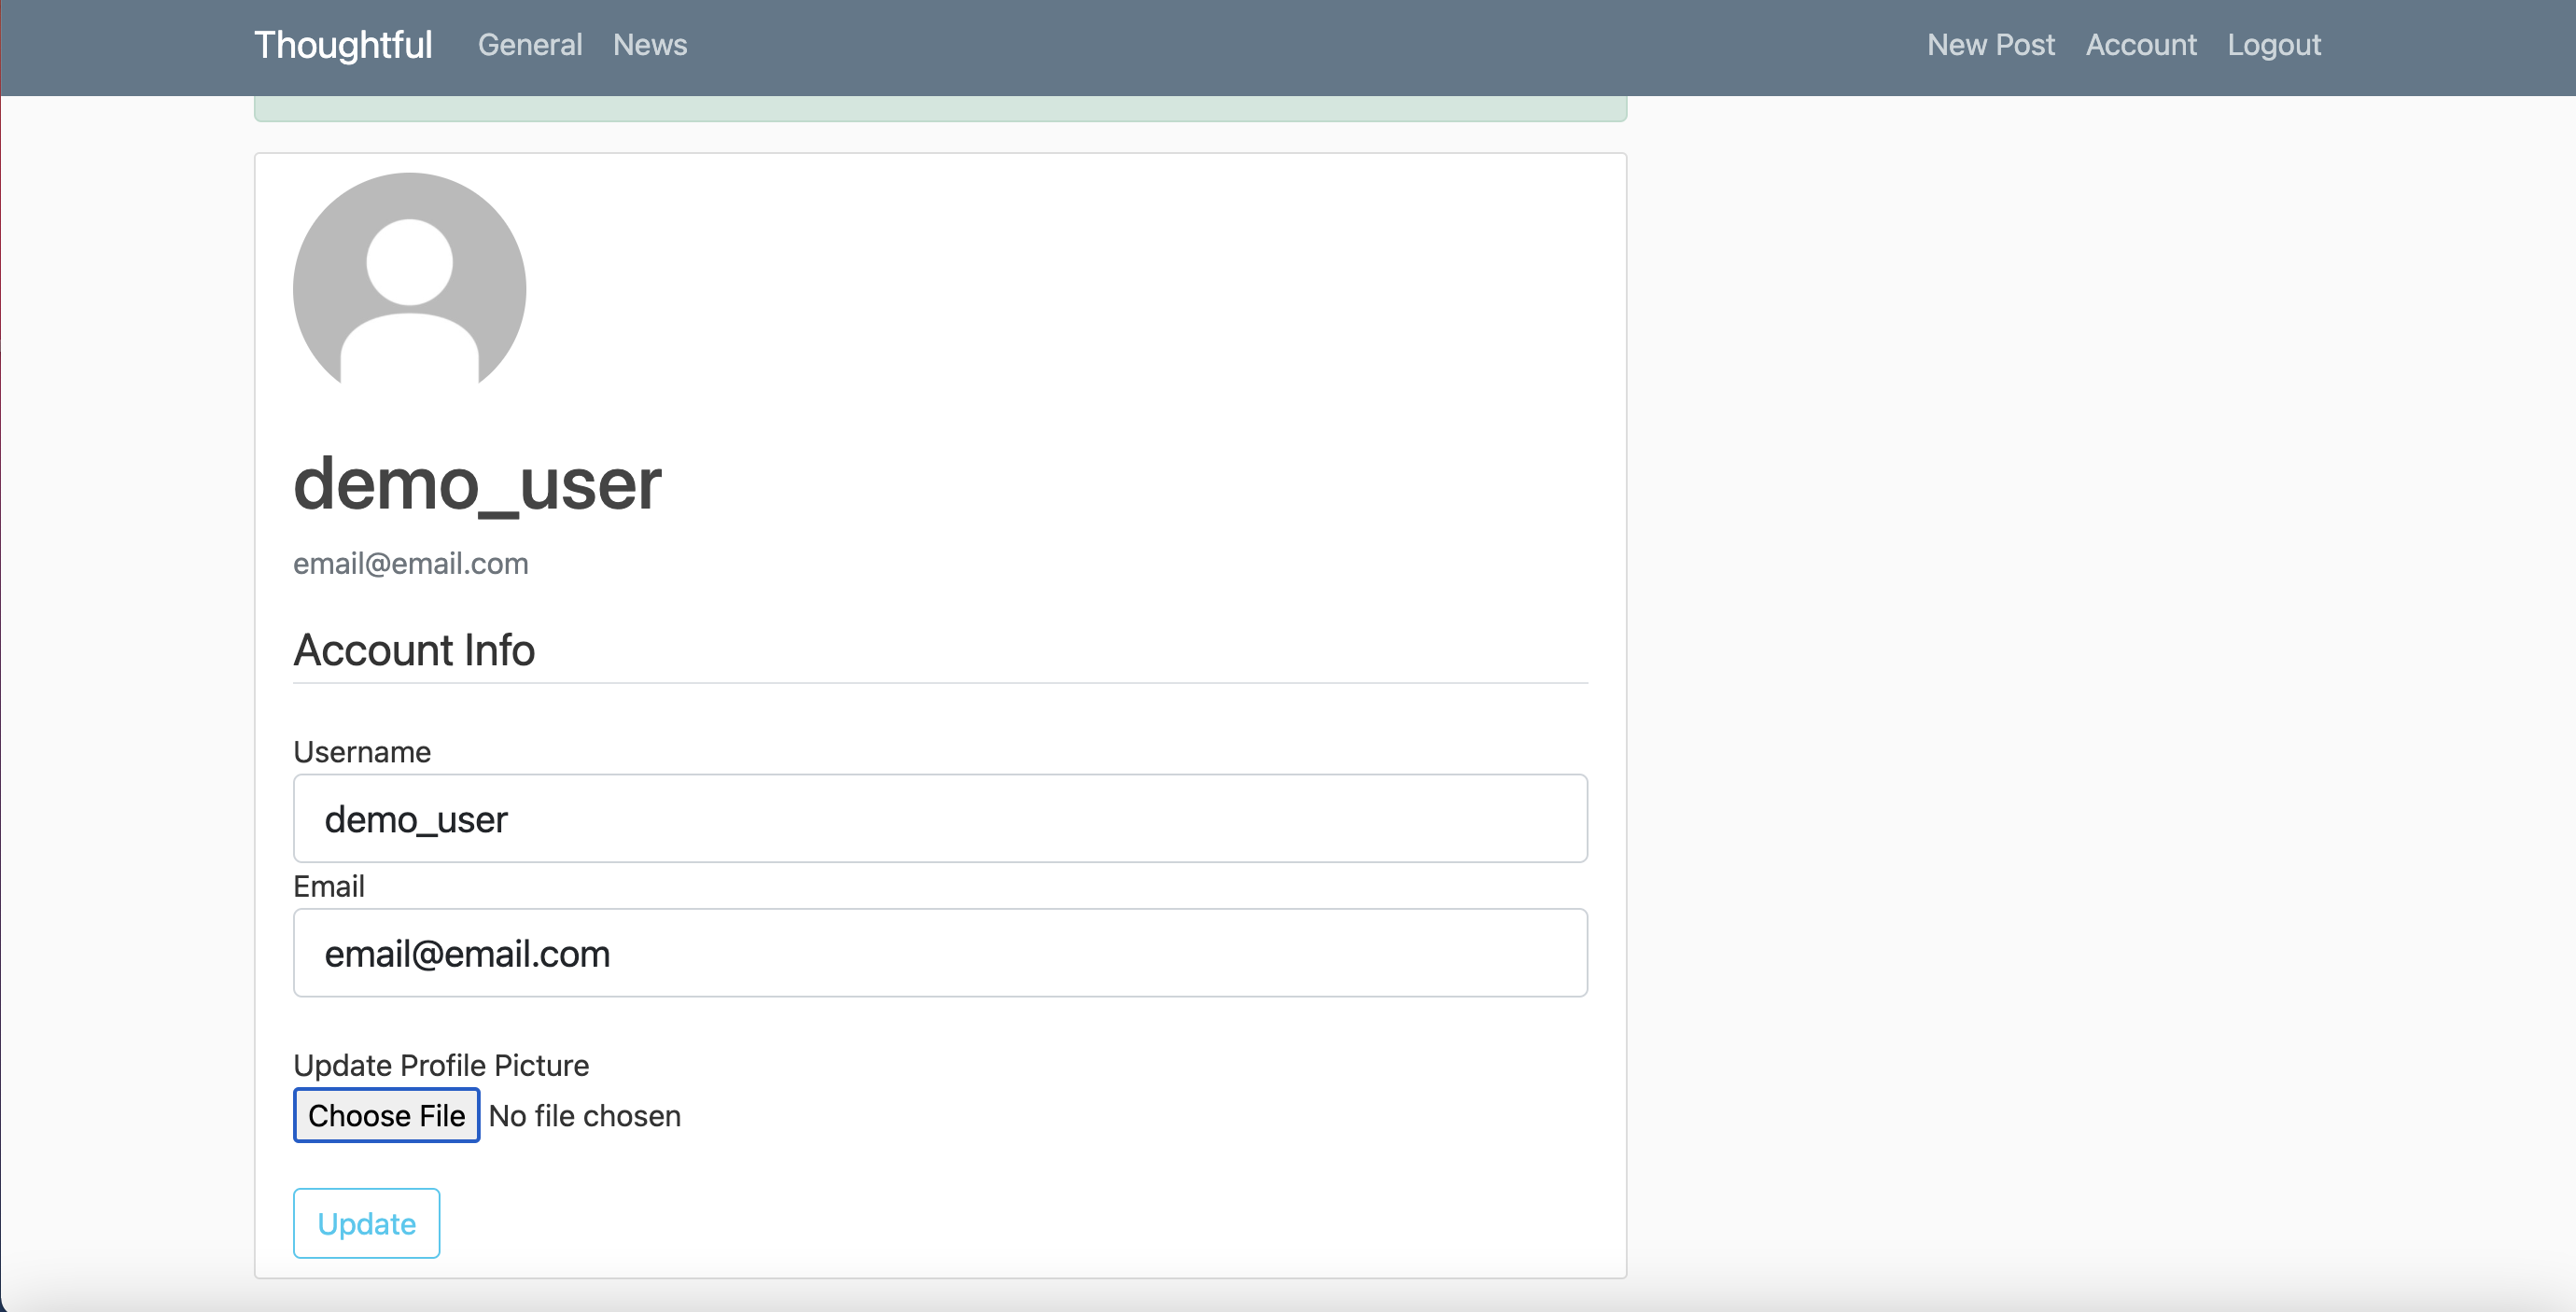 Thoughtful General News New Post Account Logout
demo_user
email@email.com
Account Info
Username
demo_user
Email
email@email.com
Update Profile Picture
Choose File No file chosen
Update